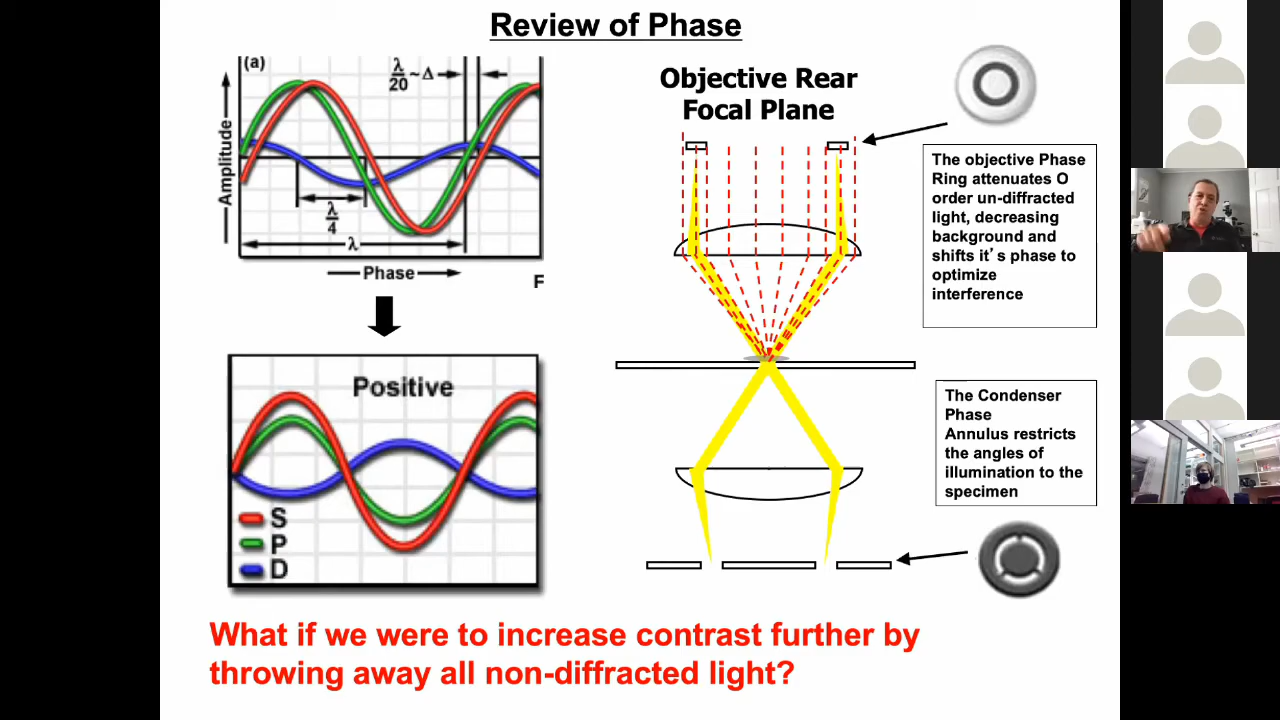 Review of Phase
(a)
λ
20
~ Δ
Amplitude
λ
4
λ
Phase
F
Positive
S
P
D
Objective Rear
Focal Plane
The objective Phase
Ring attenuates O
order un-diffracted
light, decreasing
background and
shifts it's phase to
optimize
interference
The Condenser
Phase
Annulus restricts
the angles of
illumination to the
specimen
What if we were to increase contrast further by
throwing away all non-diffracted light?